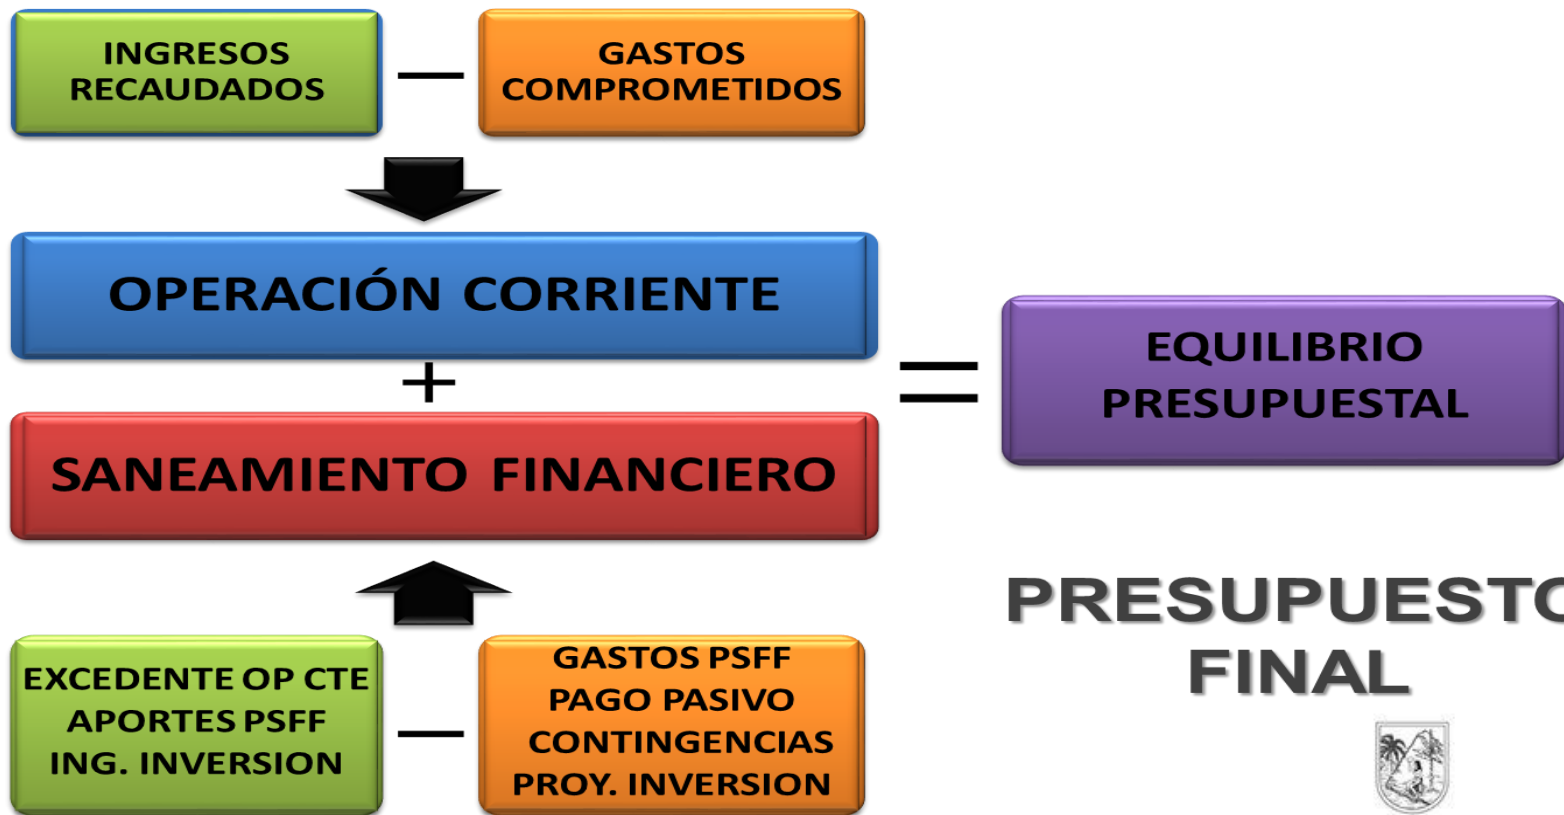 INGRESOS
RECAUDADOS
—
GASTOS
COMPROMETIDOS
OPERACIÓN CORRIENTE
+
SANEAMIENTO FINANCIERO
=
EQUILIBRIO
PRESUPUESTAL
EXCEDENTE OP CTE
APORTES PSFF
ING. INVERSION
—
GASTOS PSFF
PAGO PASIVO
CONTINGENCIAS
PROY. INVERSION
PRESUPUESTO
FINAL